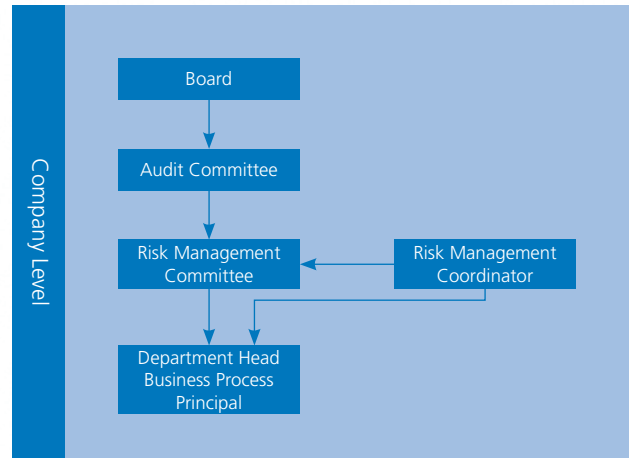 Company Level
Board
Audit Committee
Risk Management
Committee
Risk Management
Coordinator
Department Head
Business Process
Principal